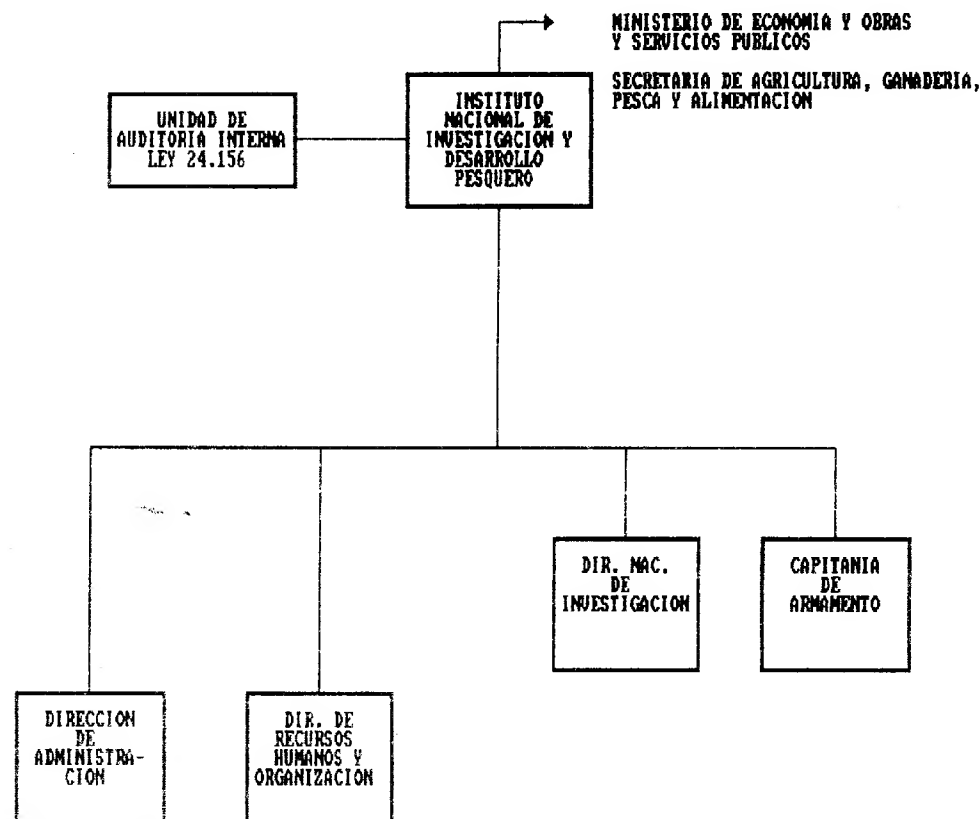 MINISTERIO DE ECONOMIA Y OBRAS
Y SERVICIOS PUBLICOS
SECRETARIA DE AGRICULTURA, GANADERIA,
PESCA Y ALIMENTACION
INSTITUTO
NACIONAL DE
INVESTIGACION Y
DESARROLLO
PESQUERO
UNIDAD DE
AUDITORIA INTERNA
LEY 24.156
DIR. NAC.
DE
INVESTIGACION
CAPITANIA
DE
ARMAMENTO
DIRECCION
DE
ADMINISTRA-
CION
DIR. DE
RECURSOS
HUMANOS Y
ORGANIZACION